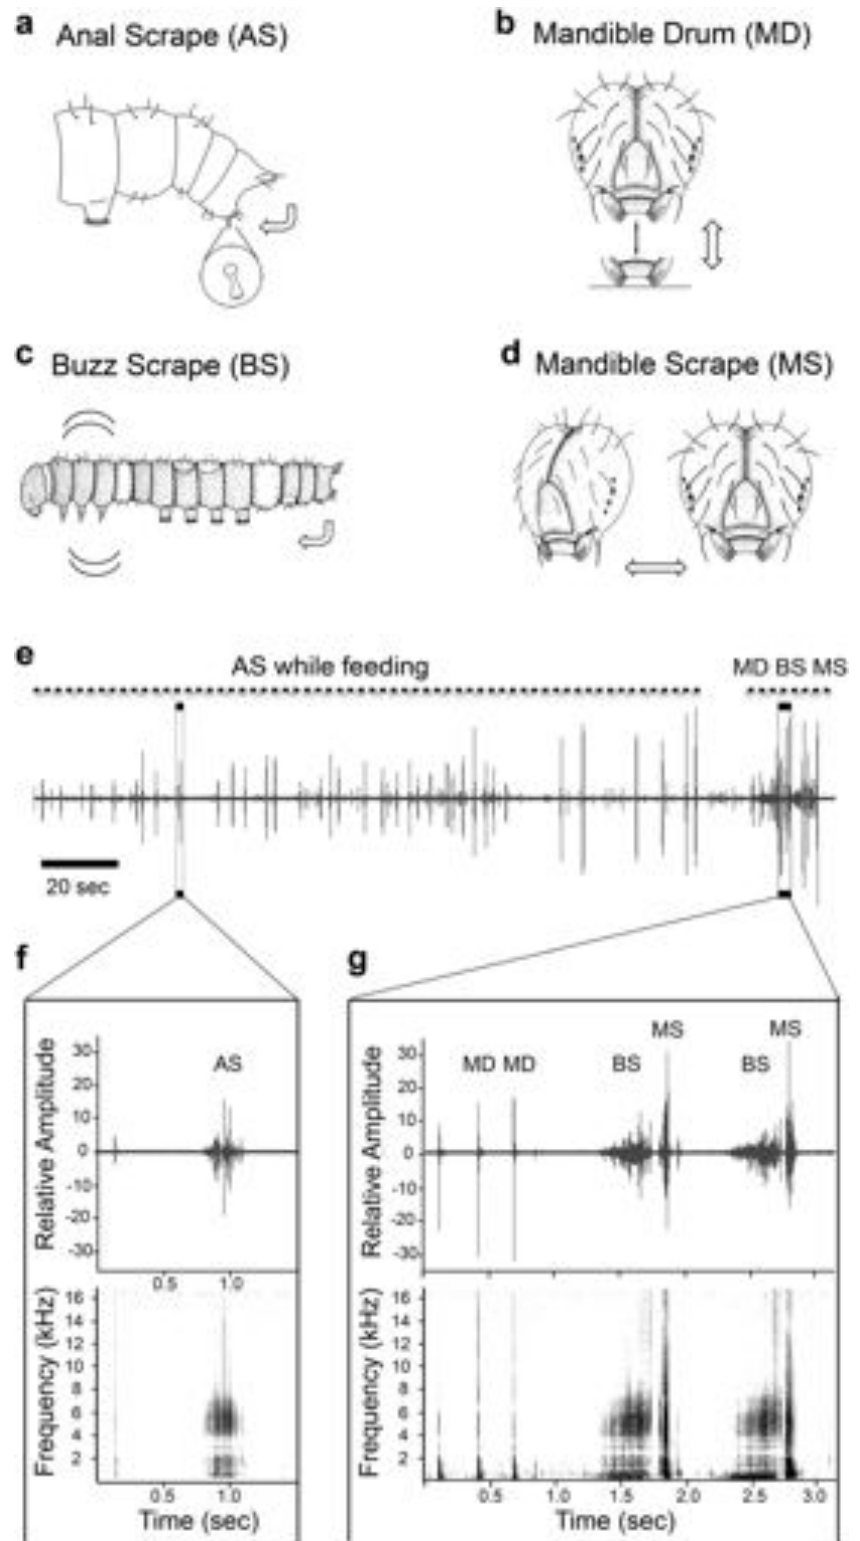 a Anal Scrape (AS)
b Mandible Drum (MD)
c Buzz Scrape (BS)
d Mandible Scrape (MS)
e
AS while feeding
MD BS MS
20 sec
f
Relative Amplitude
30
20
10
0
-10
-20
-30
AS
0.5 1.0
Frequency (kHz)
16
14
12
10
8
6
4
2
0.5 1.0
Time (sec)
g
Relative Amplitude
30
20
10
0
-10
-20
-30
MD MD BS MS BS MS
Frequency (kHz)
16
14
12
10
8
6
4
2
0.5 1.0 1.5 2.0 2.5 3.0
Time (sec)